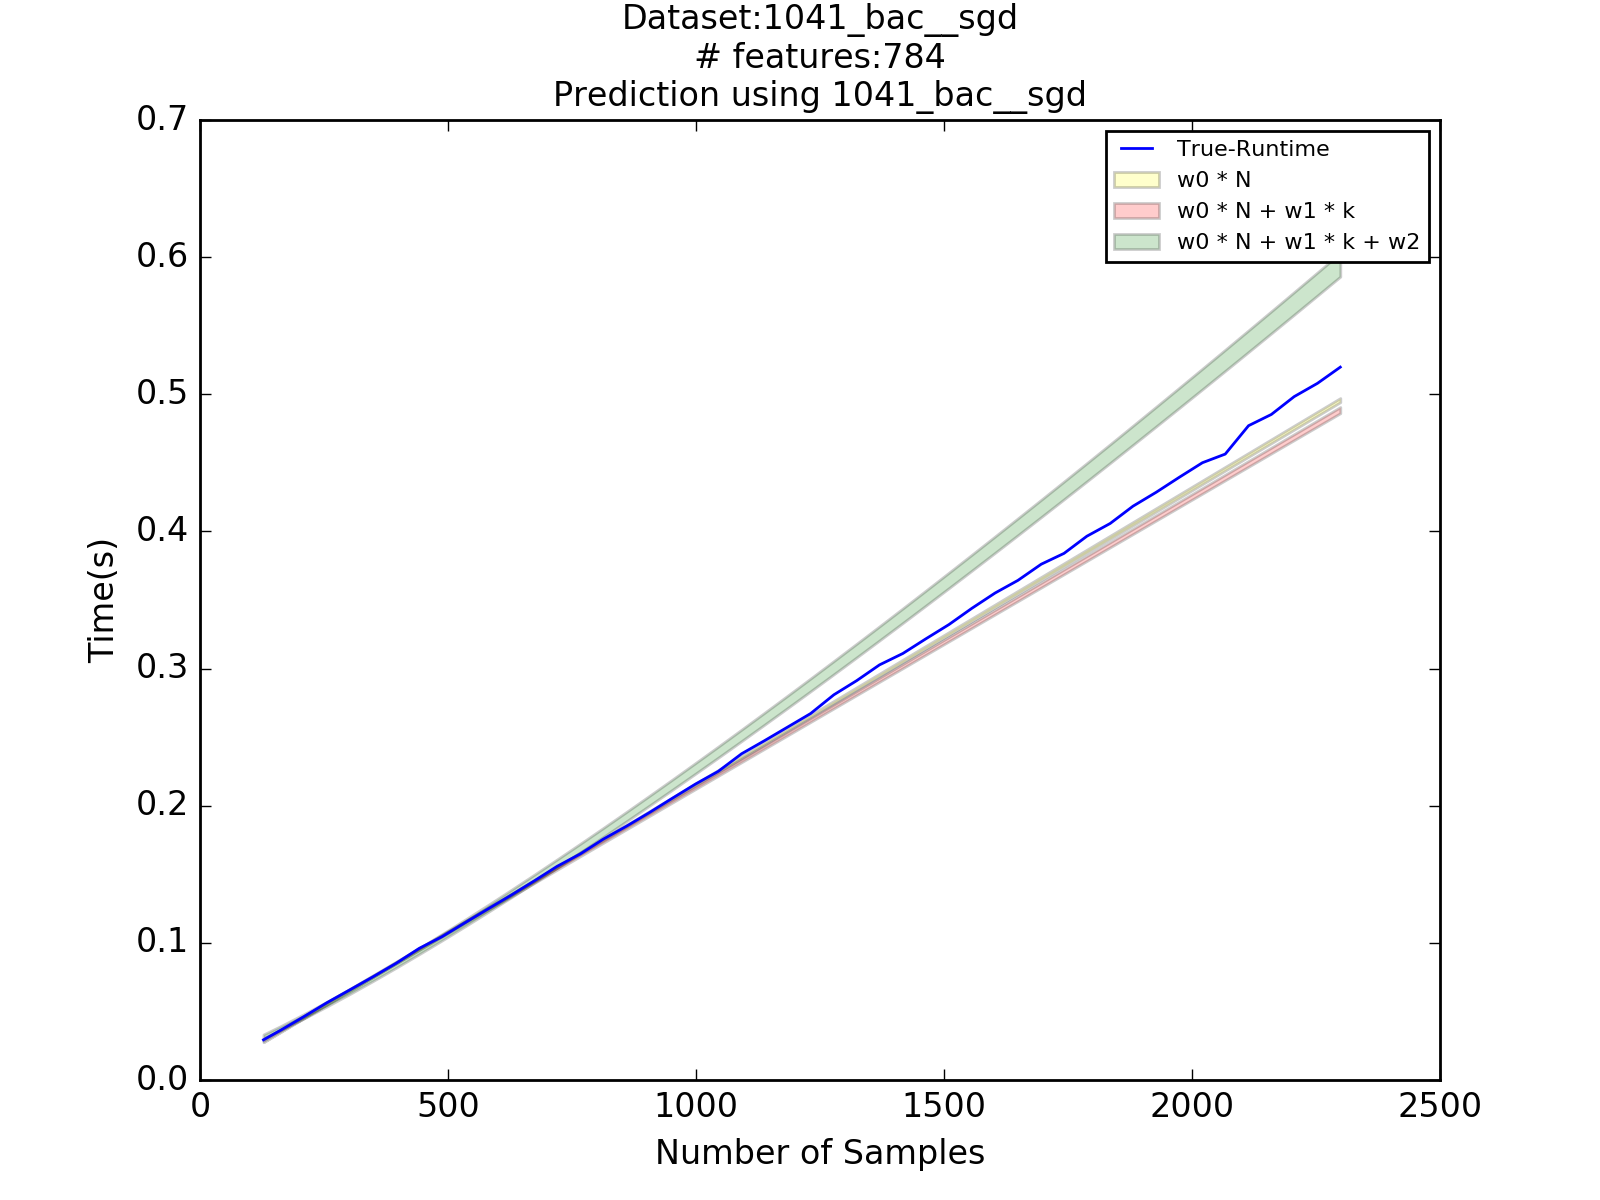 Dataset:1041_bac__sgd
# features:784
Prediction using 1041_bac__sgd
True-Runtime
w0 * N
w0 * N + w1 * k
w0 * N + w1 * k + w2
0.7
0.6
0.5
0.4
0.3
0.2
0.1
0.0
Time(s)
0 500 1000 1500 2000 2500
Number of Samples